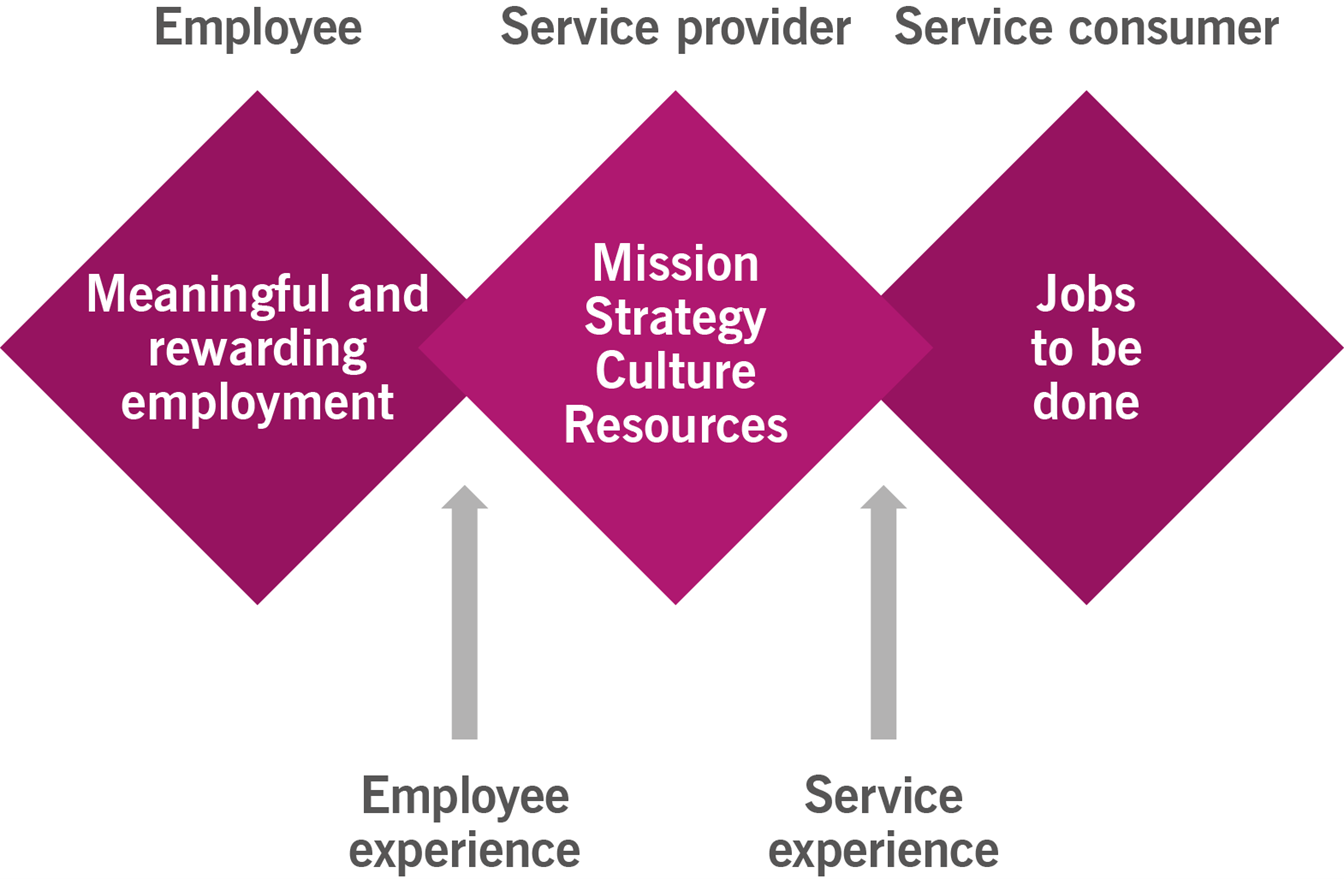 Employee
Service provider
Service consumer
Meaningful and
rewarding
employment
Mission
Strategy
Culture
Resources
Jobs
to be
done
Employee
experience
Service
experience